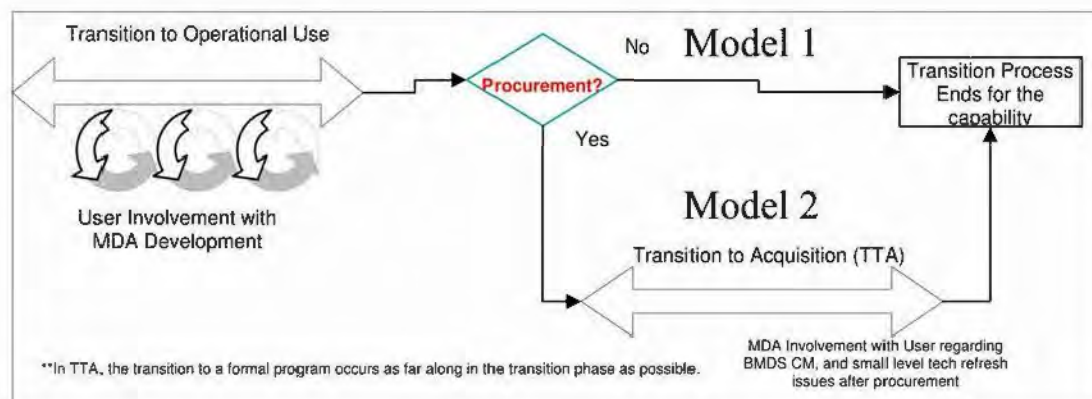 Transition to Operational Use
User Involvement with
MDA Development
Procurement?
No
Model 1
Transition Process
Ends for the
capability
Yes
Model 2
Transition to Acquisition (TTA)
MDA Involvement with User regarding
BMDS CM, and small level tech refresh
issues after procurement
**In TTA, the transition to a formal program occurs as far along in the transition phase as possible.